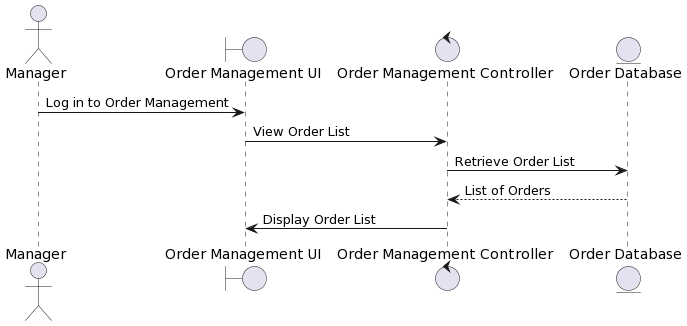 Manager
Order Management UI
Order Management Controller
Order Database
Log in to Order Management
View Order List
Retrieve Order List
List of Orders
Display Order List
Manager
Order Management UI
Order Management Controller
Order Database